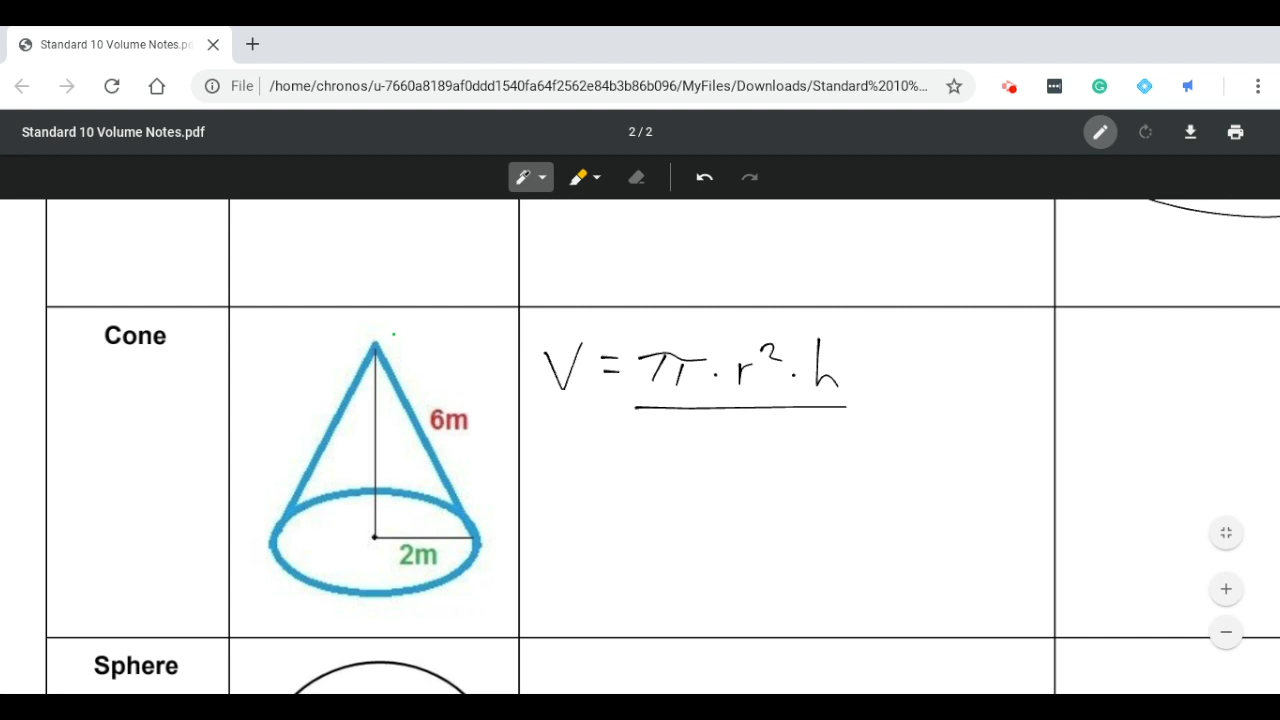 Standard 10 Volume Notes.pd
File
/home/chronos/u-7660a8189af0ddd1540fa64f2562e84b3b86b096/MyFiles/Downloads/Standard%2010%...
Standard 10 Volume Notes.pdf
2 / 2
Cone
6m
2m
V = π · r² · h
Sphere